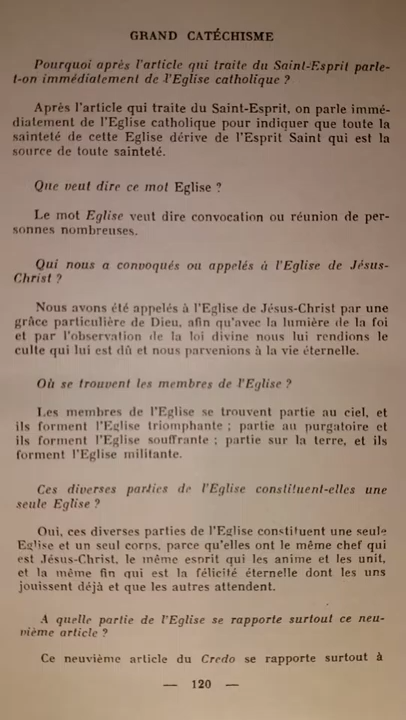 GRAND CATÉCHISME
Pourquoi après l'article qui traite du Saint-Esprit parle-
t-on immédiatement de l'Eglise catholique ?
Après l'article qui traite du Saint-Esprit, on parle immé-
diatement de l'Eglise catholique pour indiquer que toute la
sainteté de cette Eglise dérive de l'Esprit Saint qui est la
source de toute sainteté.
Que veut dire ce mot Eglise ?
Le mot Eglise veut dire convocation ou réunion de per-
sonnes nombreuses.
Qui nous a convoqués ou appelés à l'Eglise de Jésus-
Christ ?
Nous avons été appelés à l'Eglise de Jésus-Christ par une
grâce particulière de Dieu, afin qu'avec la lumière de la foi
et par l'observation de la loi divine nous lui rendions le
culte qui lui est dû et nous parvenions à la vie éternelle.
Où se trouvent les membres de l'Eglise ?
Les membres de l'Eglise se trouvent partie au ciel, et
ils forment l'Eglise triomphante ; partie au purgatoire et
ils forment l'Eglise souffrante ; partie sur la terre, et ils
forment l'Eglise militante.
Ces diverses parties de l'Eglise constituent-elles une
seule Eglise ?
Oui, ces diverses parties de l'Eglise constituent une seule
Eglise et un seul corps, parce qu'elles ont le même chef qui
est Jésus-Christ, le même esprit qui les anime et les unit,
et la même fin qui est la félicité éternelle dont les uns
jouissent déjà et que les autres attendent.
A quelle partie de l'Eglise se rapporte surtout ce neu-
vième article ?
Ce neuvième article du Credo se rapporte surtout à
— 120 —